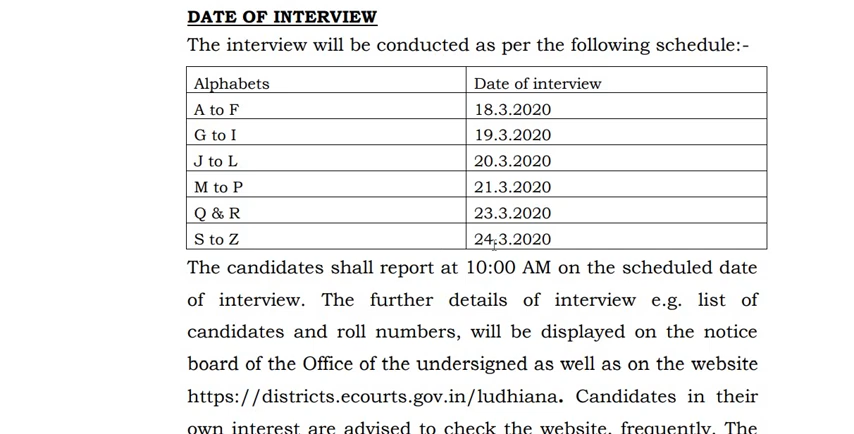 DATE OF INTERVIEW
The interview will be conducted as per the following schedule:-
Alphabets Date of interview
A to F 18.3.2020
G to I 19.3.2020
J to L 20.3.2020
M to P 21.3.2020
Q & R 23.3.2020
S to Z 24.3.2020
The candidates shall report at 10:00 AM on the scheduled date
of interview. The further details of interview e.g. list of
candidates and roll numbers, will be displayed on the notice
board of the Office of the undersigned as well as on the website
https://districts.ecourts.gov.in/ludhiana. Candidates in their
own interest are advised to check the website, frequently. The